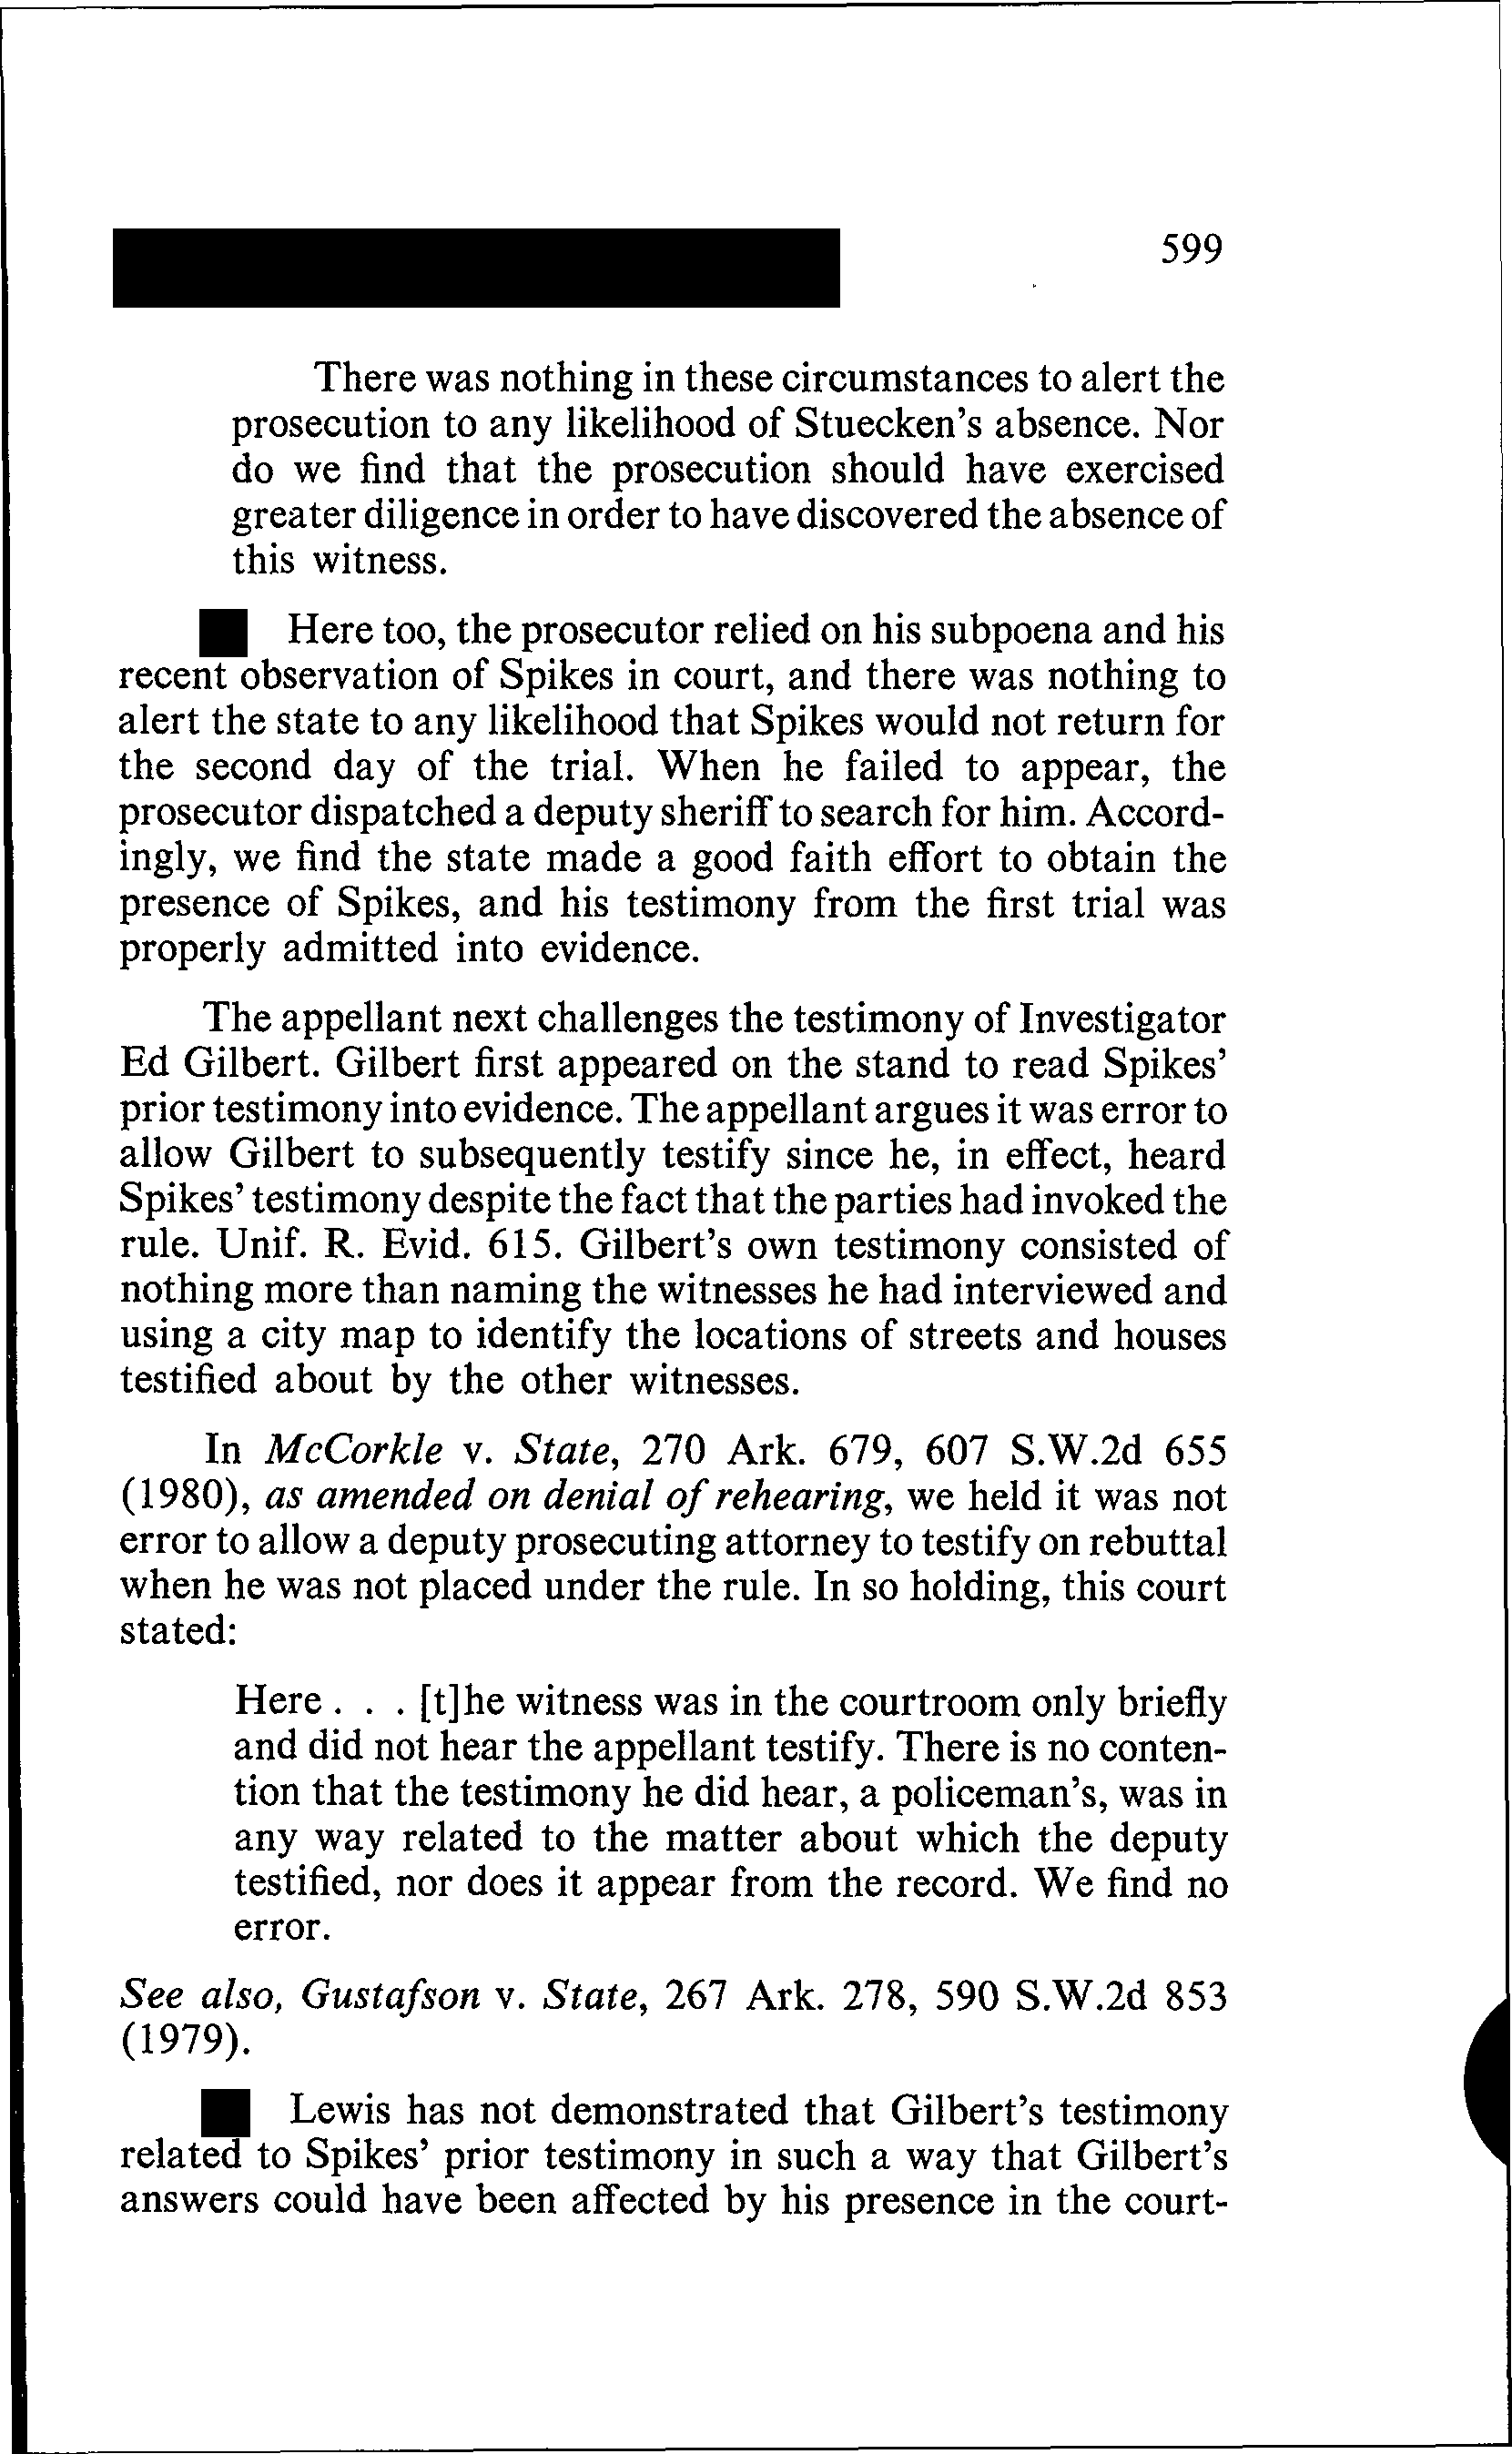 599
There was nothing in these circumstances to alert the
prosecution to any likelihood of Stuecken's absence. Nor
do we find that the prosecution should have exercised
greater diligence in order to have discovered the absence of
this witness.
Here too, the prosecutor relied on his subpoena and his
recent observation of Spikes in court, and there was nothing to
alert the state to any likelihood that Spikes would not return for
the second day of the trial. When he failed to appear, the
prosecutor dispatched a deputy sheriff to search for him. Accord-
ingly, we find the state made a good faith effort to obtain the
presence of Spikes, and his testimony from the first trial was
properly admitted into evidence.
The appellant next challenges the testimony of Investigator
Ed Gilbert. Gilbert first appeared on the stand to read Spikes'
prior testimony into evidence. The appellant argues it was error to
allow Gilbert to subsequently testify since he, in effect, heard
Spikes' testimony despite the fact that the parties had invoked the
rule. Unif. R. Evid. 615. Gilbert's own testimony consisted of
nothing more than naming the witnesses he had interviewed and
using a city map to identify the locations of streets and houses
testified about by the other witnesses.
In McCorkle v. State, 270 Ark. 679, 607 S.W.2d 655
(1980), as amended on denial of rehearing, we held it was not
error to allow a deputy prosecuting attorney to testify on rebuttal
when he was not placed under the rule. In so holding, this court
stated:
Here . . . [t]he witness was in the courtroom only briefly
and did not hear the appellant testify. There is no conten-
tion that the testimony he did hear, a policeman's, was in
any way related to the matter about which the deputy
testified, nor does it appear from the record. We find no
error.
See also, Gustafson v. State, 267 Ark. 278, 590 S.W.2d 853
(1979).
Lewis has not demonstrated that Gilbert's testimony
related to Spikes' prior testimony in such a way that Gilbert's
answers could have been affected by his presence in the court-